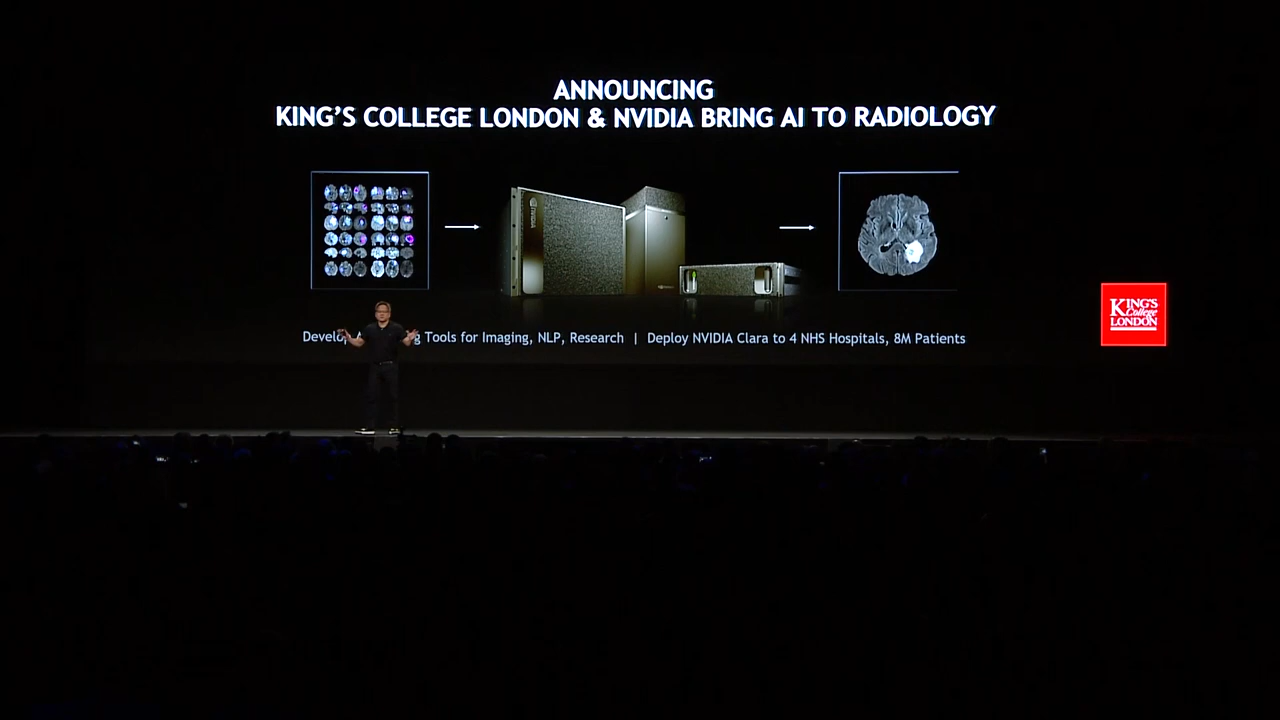 ANNOUNCING
KING'S COLLEGE LONDON & NVIDIA BRING AI TO RADIOLOGY
NVIDIA
Tools for Imaging, NLP, Research | Deploy NVIDIA Clara to 4 NHS Hospitals, 8M Patients
KING'S
College
LONDON